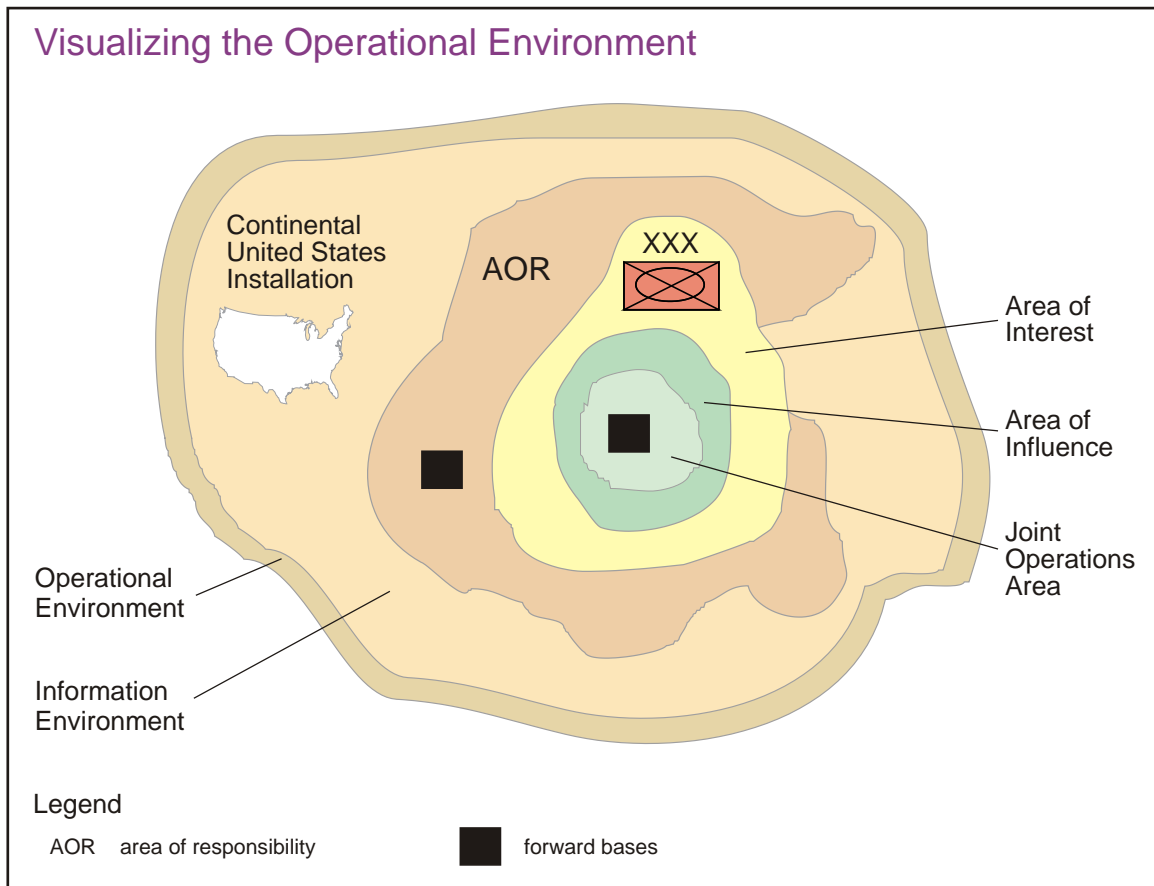 Visualizing the Operational Environment
Continental
United States
Installation
AOR
XXX
Area of
Interest
Area of
Influence
Joint
Operations
Area
Operational
Environment
Information
Environment
Legend
AOR area of responsibility
forward bases